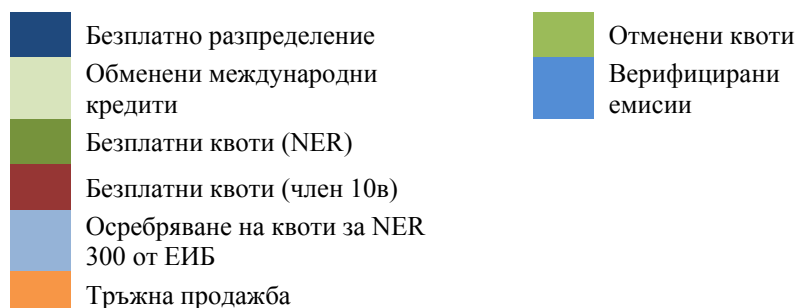 Безплатно разпределение
Обменени международни
кредити
Безплатни квоти (NER)
Безплатни квоти (член 10в)
Осребряване на квоти за NER
300 от ЕИБ
Тръжна продажба
Отменени квоти
Верифицирани
емисии